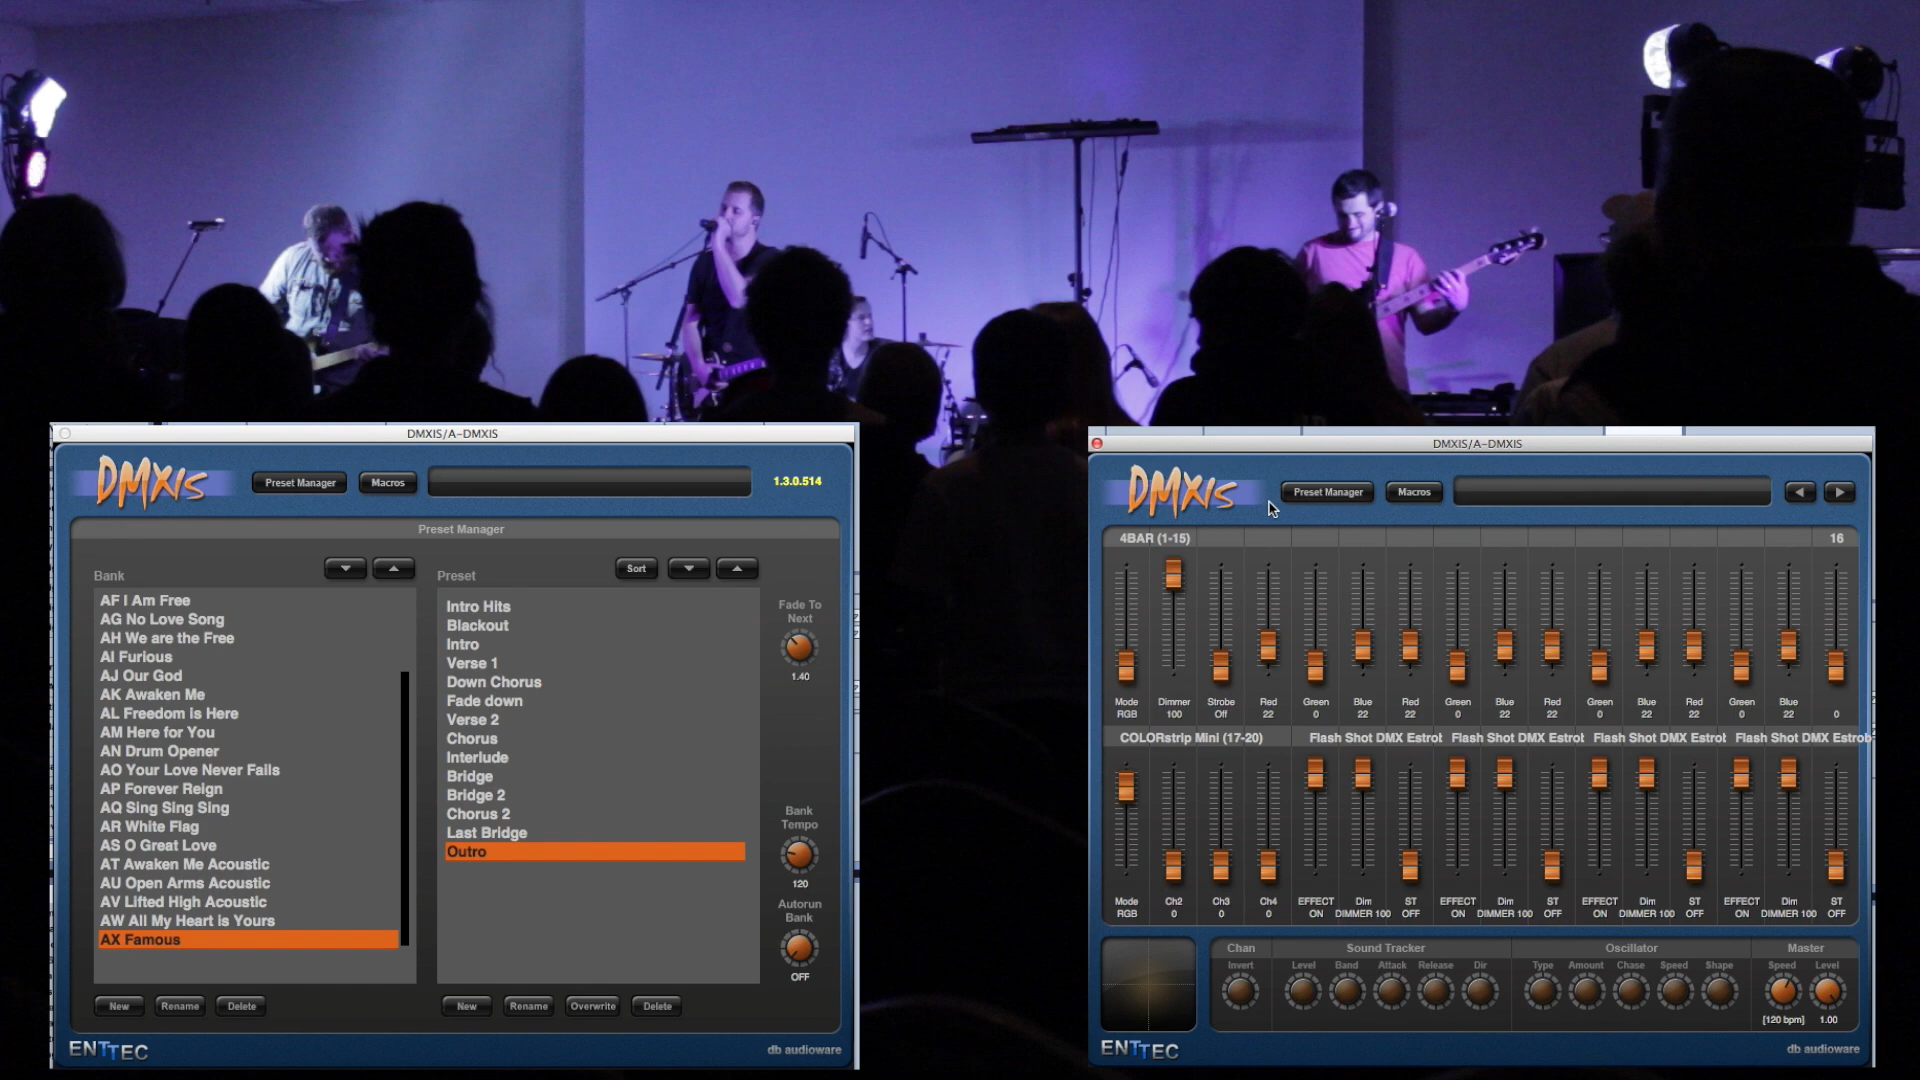 DMXIS/A-DMXIS
DMXIS
Preset Manager
Macros
1.3.0.514
Preset Manager
Bank
Preset
Sort
AF I Am Free
AG No Love Song
AH We are the Free
AI Furious
AJ Our God
AK Awaken Me
AL Freedom is Here
AM Here for You
AN Drum Opener
AO Your Love Never Fails
AP Forever Reign
AQ Sing Sing Sing
AR White Flag
AS O Great Love
AT Awaken Me Acoustic
AU Open Arms Acoustic
AV Lifted High Acoustic
AW All My Heart is Yours
AX Famous
Intro Hits
Blackout
Intro
Verse 1
Down Chorus
Fade down
Verse 2
Chorus
Interlude
Bridge
Bridge 2
Chorus 2
Last Bridge
Outro
Fade To
Next
1.40
Bank
Tempo
120
Autorun
Bank
OFF
New Rename Delete
New Rename Overwrite Delete
ENTTEC
db audioware
DMXIS/A-DMXIS
DMXIS
Preset Manager
Macros
4BAR (1-15)
16
Mode Dimmer Strobe Red Green Blue Red Green Blue Red Green Blue Red Green Blue
RGB 100 Off 22 0 22 22 0 22 22 0 22 22 0 22 0
COLORstrip Mini (17-20) Flash Shot DMX Estrob Flash Shot DMX Estrob Flash Shot DMX Estrob Flash Shot DMX Estrob
Mode Ch2 Ch3 Ch4 EFFECT Dim ST EFFECT Dim ST EFFECT Dim ST EFFECT Dim ST
RGB 0 0 0 ON DIMMER 100 OFF ON DIMMER 100 OFF ON DIMMER 100 OFF ON DIMMER 100 OFF
Chan Sound Tracker Oscillator Master
Invert Level Band Attack Release Dir Type Amount Chase Speed Shape Speed Level
[120 bpm] 1.00
ENTTEC
db audioware